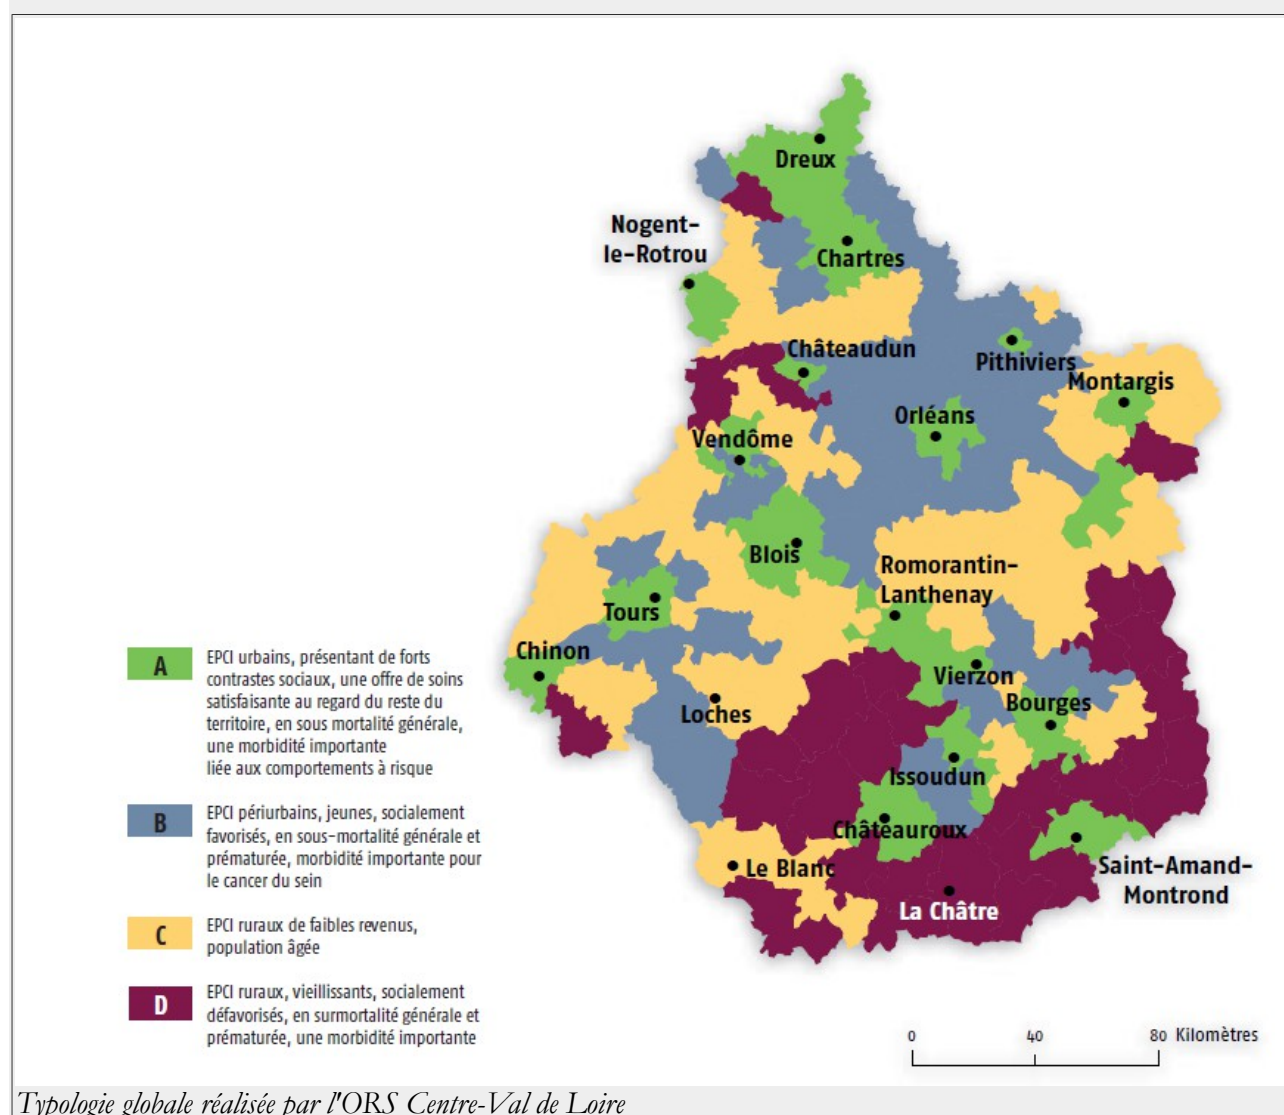 Dreux
Nogent-
le-Rotrou
Chartres
Châteaudun
Pithiviers
Montargis
Orléans
Vendôme
Blois
Romorantin-
Lanthenay
Tours
Chinon
Vierzon
Loches
Bourges
Issoudun
Châteauroux
Le Blanc
Saint-Amand-
Montrond
La Châtre
A
EPCI urbains, présentant de forts
contrastes sociaux, une offre de soins
satisfaisante au regard du reste du
territoire, en sous mortalité générale,
une morbidité importante
liée aux comportements à risque
B
EPCI périurbains, jeunes, socialement
favorisés, en sous-mortalité générale et
prématurée, morbidité importante pour
le cancer du sein
C
EPCI ruraux de faibles revenus,
population âgée
D
EPCI ruraux, vieillissants, socialement
défavorisés, en surmortalité générale et
prématurée, une morbidité importante
0 40 80 Kilomètres
Typologie globale réalisée par l'ORS Centre-Val de Loire